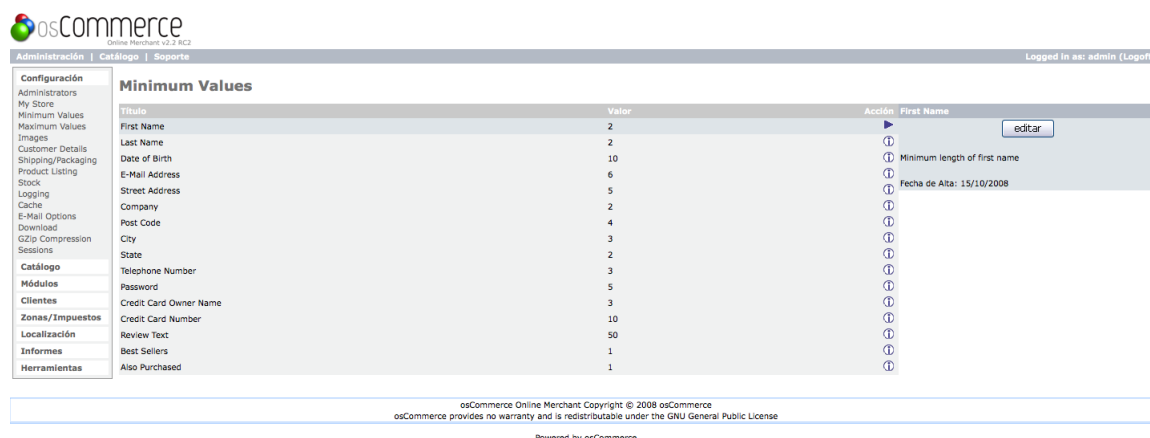 osCommerce
Online Merchant v2.2 RC2
Administración | Catálogo | Soporte
Logged in as: admin (Logoff
Configuración
Administrators
My Store
Minimum Values
Maximum Values
Images
Customer Details
Shipping/Packaging
Product Listing
Stock
Logging
Cache
E-Mail Options
Download
GZip Compression
Sessions
Catálogo
Módulos
Clientes
Zonas/Impuestos
Localización
Informes
Herramientas
Minimum Values
Título Valor Acción
First Name 2
Last Name 2
Date of Birth 10
E-Mail Address 6
Street Address 5
Company 2
Post Code 4
City 3
State 2
Telephone Number 3
Password 5
Credit Card Owner Name 3
Credit Card Number 10
Review Text 50
Best Sellers 1
Also Purchased 1
First Name
editar
Minimum length of first name
Fecha de Alta: 15/10/2008
osCommerce Online Merchant Copyright © 2008 osCommerce
osCommerce provides no warranty and is redistributable under the GNU General Public License
Powered by osCommerce